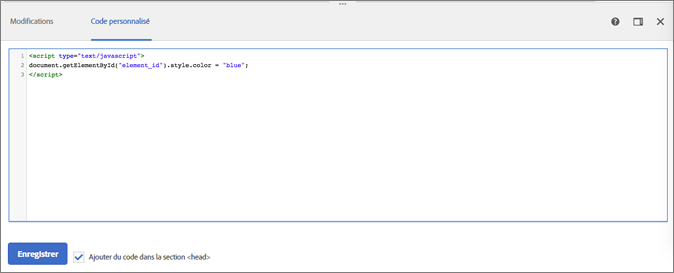 Modifications Code personnalisé
1 <script type="text/javascript">
2 document.getElementById("element_id").style.color = "blue";
3 </script>
Enregistrer Ajouter du code dans la section <head>